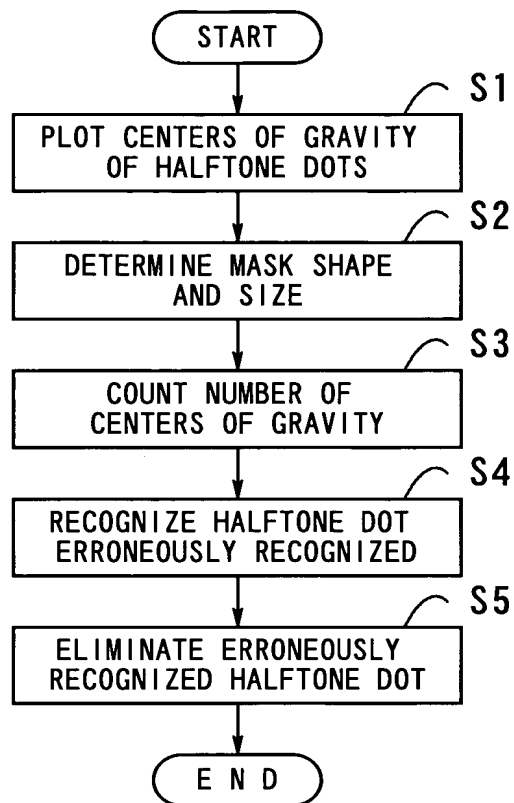 START
S1
PLOT CENTERS OF GRAVITY
OF HALFTONE DOTS
S2
DETERMINE MASK SHAPE
AND SIZE
S3
COUNT NUMBER OF
CENTERS OF GRAVITY
S4
RECOGNIZE HALFTONE DOT
ERRONEOUSLY RECOGNIZED
S5
ELIMINATE ERRONEOUSLY
RECOGNIZED HALFTONE DOT
END